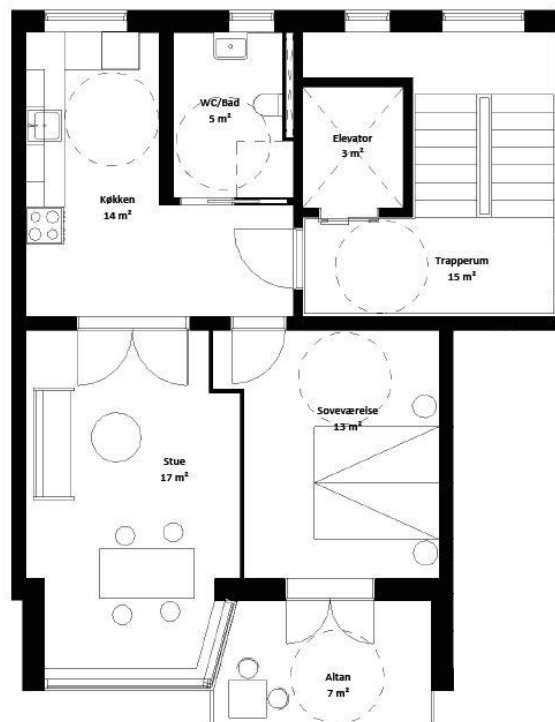 WC/Bad
5 m²
Elevator
3 m²
Køkken
14 m²
Trapperum
15 m²
Soveværelse
13 m²
Stue
17 m²
Altan
7 m²